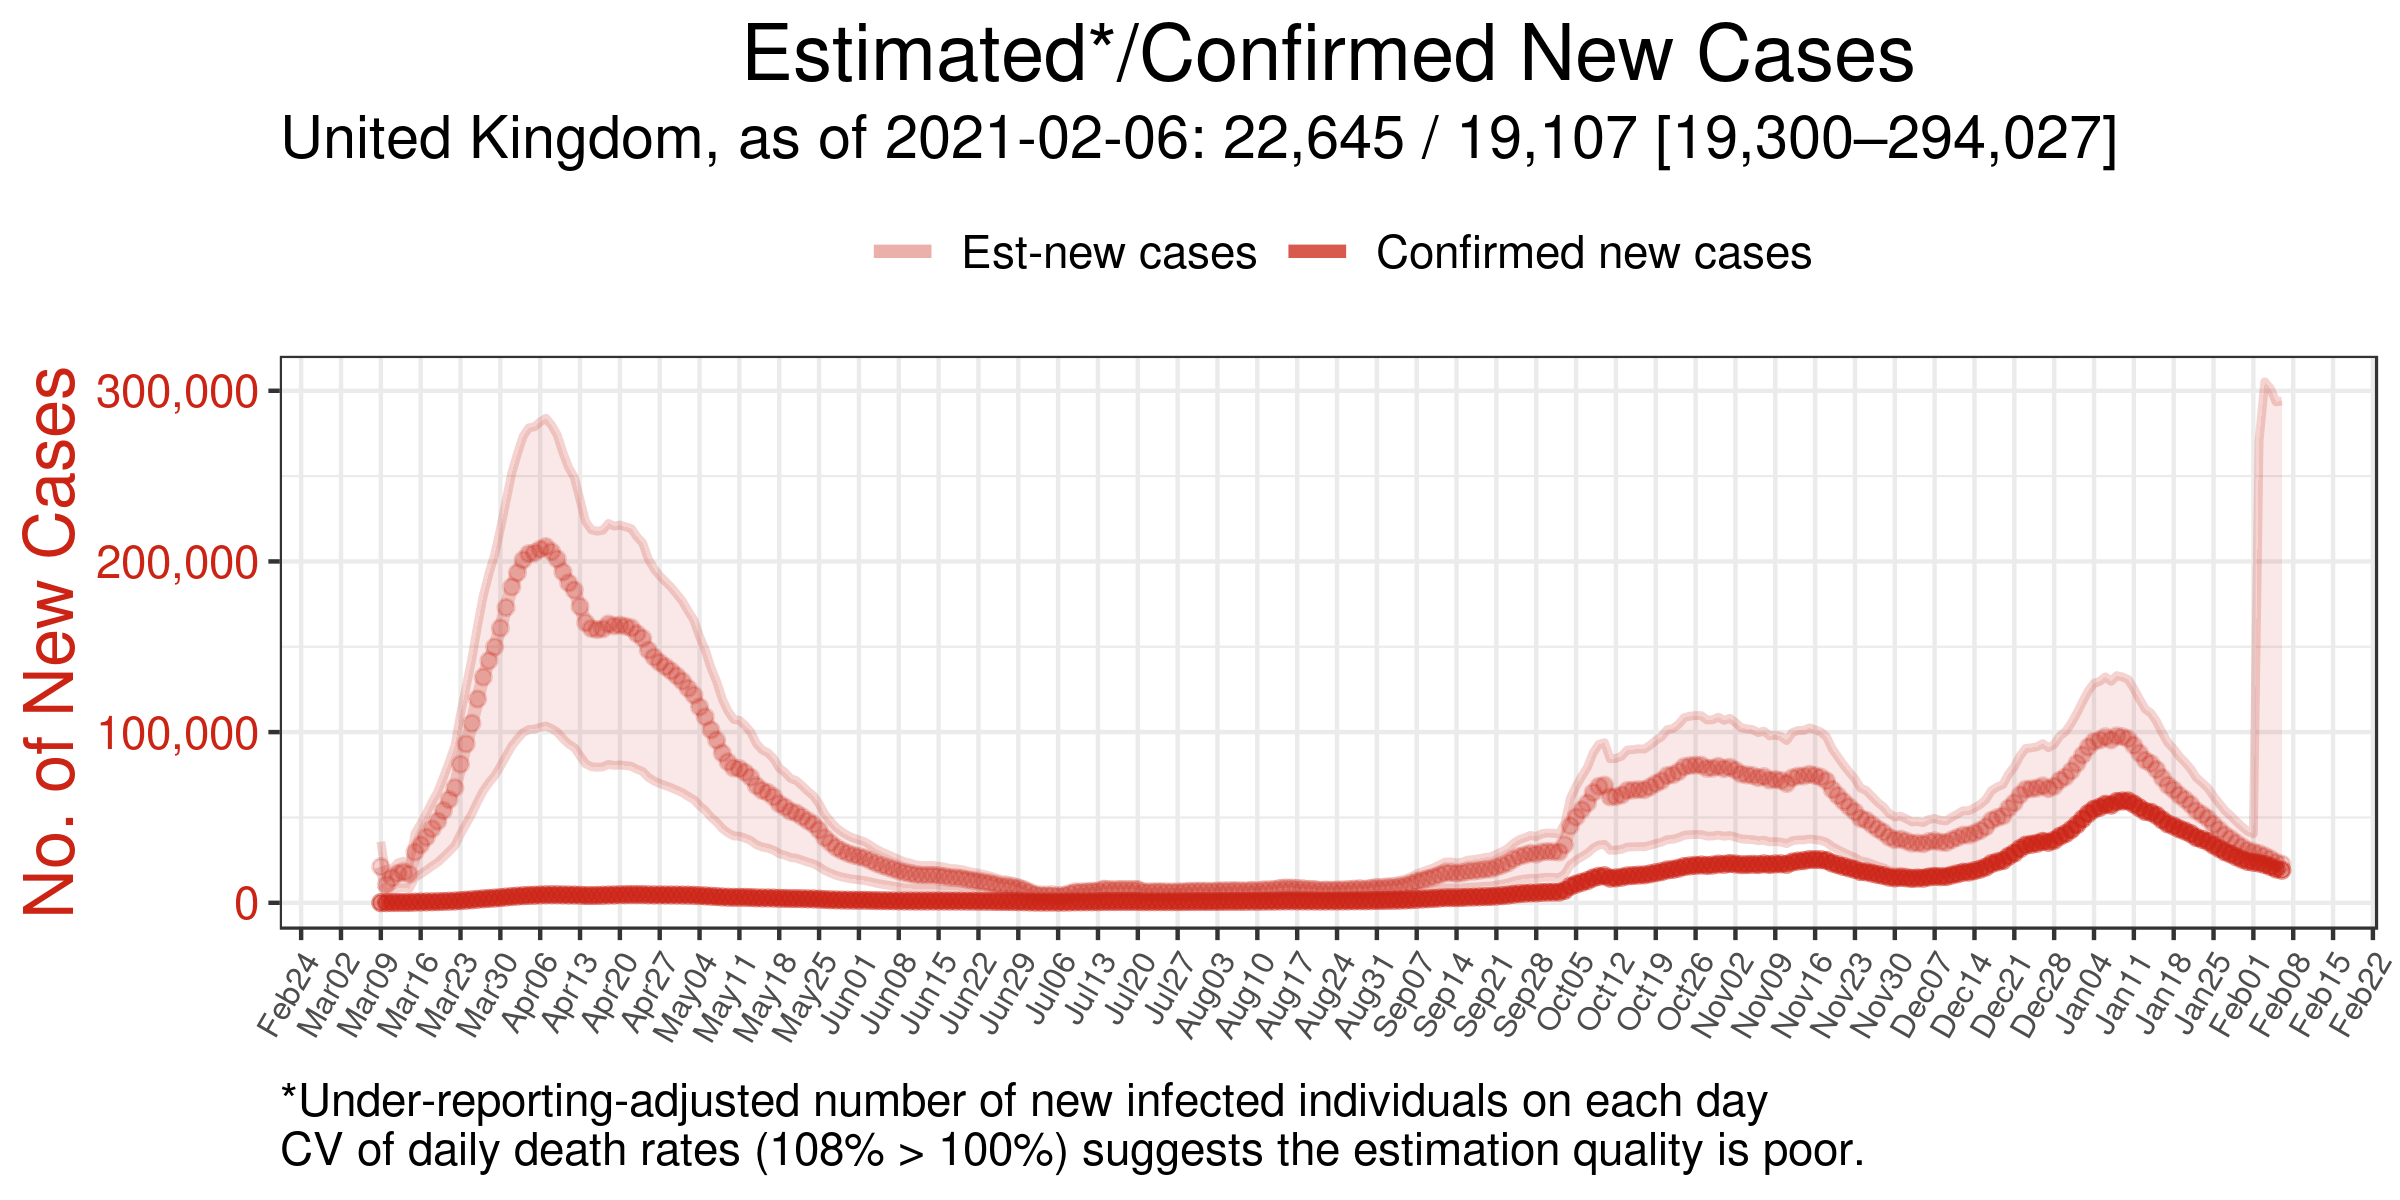 Estimated*/Confirmed New Cases
United Kingdom, as of 2021-02-06: 22,645 / 19,107 [19,300–294,027]
Est-new cases
Confirmed new cases
No. of New Cases
300,000
200,000
100,000
0
Feb24
Mar02
Mar09
Mar16
Mar23
Mar30
Apr06
Apr13
Apr20
Apr27
May04
May11
May18
May25
Jun01
Jun08
Jun15
Jun22
Jun29
Jul06
Jul13
Jul20
Jul27
Aug03
Aug10
Aug17
Aug24
Aug31
Sep07
Sep14
Sep21
Sep28
Oct05
Oct12
Oct19
Oct26
Nov02
Nov09
Nov16
Nov23
Nov30
Dec07
Dec14
Dec21
Dec28
Jan04
Jan11
Jan18
Jan25
Feb01
Feb08
Feb15
Feb22
*Under-reporting-adjusted number of new infected individuals on each day
CV of daily death rates (108% > 100%) suggests the estimation quality is poor.